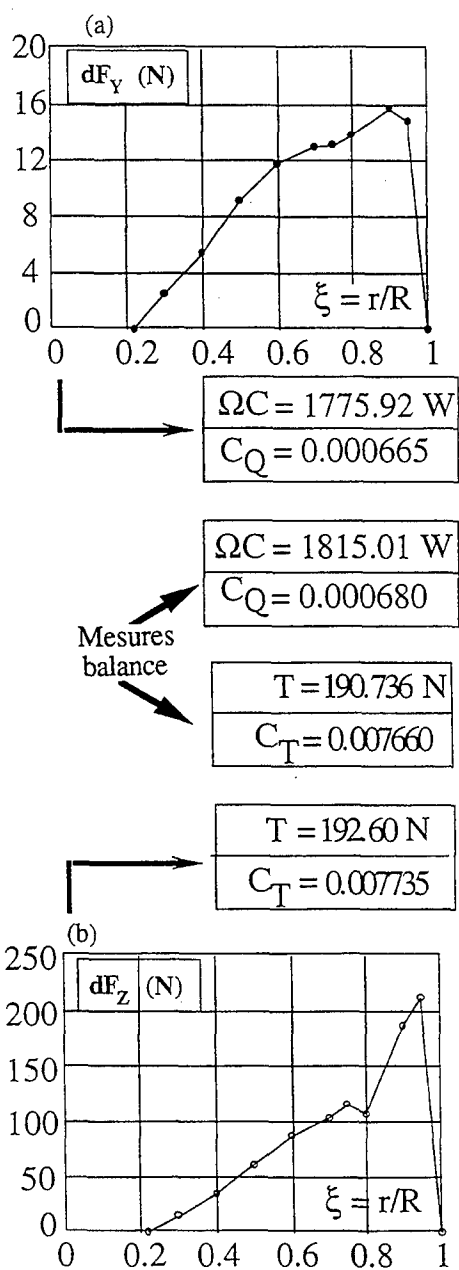 (a)
20
dF_Y (N)
16
12
8
4
ξ = r/R
0
0 0.2 0.4 0.6 0.8 1
ΩC = 1775.92 W
C_Q = 0.000665
ΩC = 1815.01 W
C_Q = 0.000680
Mesures
balance
T = 190.736 N
C_T = 0.007660
T = 192.60 N
C_T = 0.007735
(b)
250
dF_Z (N)
200
150
100
50
ξ = r/R
0
0 0.2 0.4 0.6 0.8 1